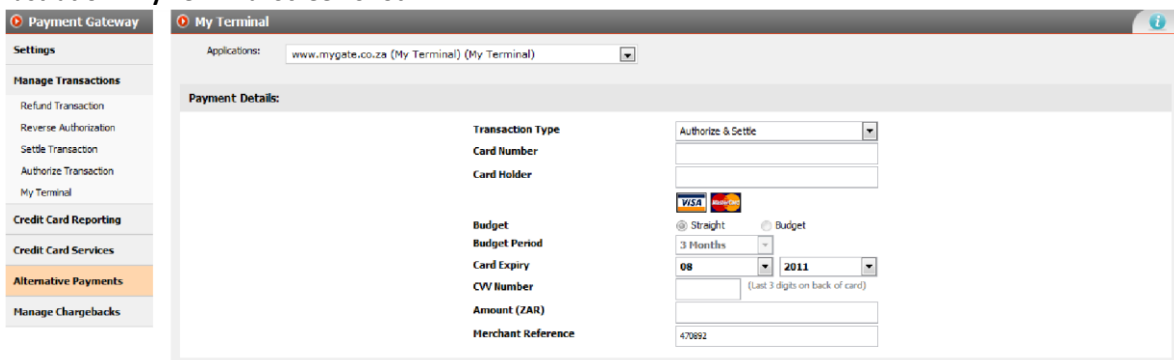 Payment Gateway
Settings
Manage Transactions
Refund Transaction
Reverse Authorization
Settle Transaction
Authorize Transaction
My Terminal
Credit Card Reporting
Credit Card Services
Alternative Payments
Manage Chargebacks
My Terminal
Applications: www.mygate.co.za (My Terminal) (My Terminal)
Payment Details:
Transaction Type Authorize & Settle
Card Number
Card Holder
VISA MasterCard
Budget Straight Budget
Budget Period 3 Months
Card Expiry 08 2011
CVV Number (Last 3 digits on back of card)
Amount (ZAR)
Merchant Reference 470892